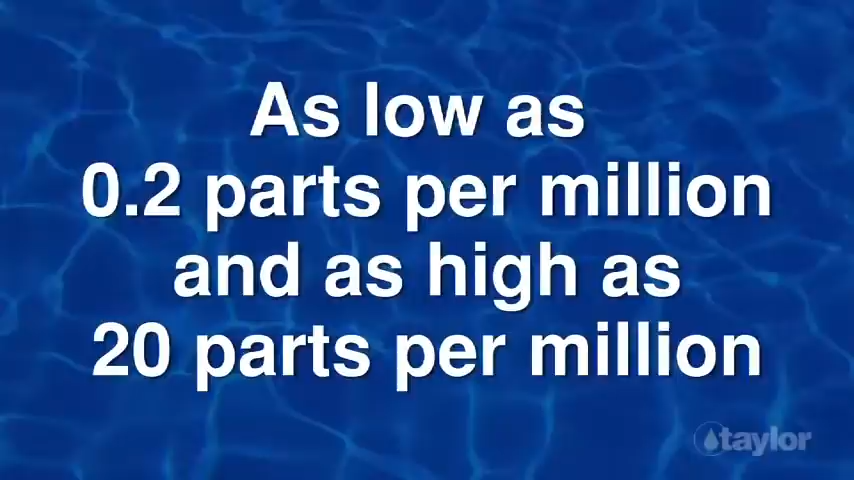 As low as
0.2 parts per million
and as high as
20 parts per million
taylor